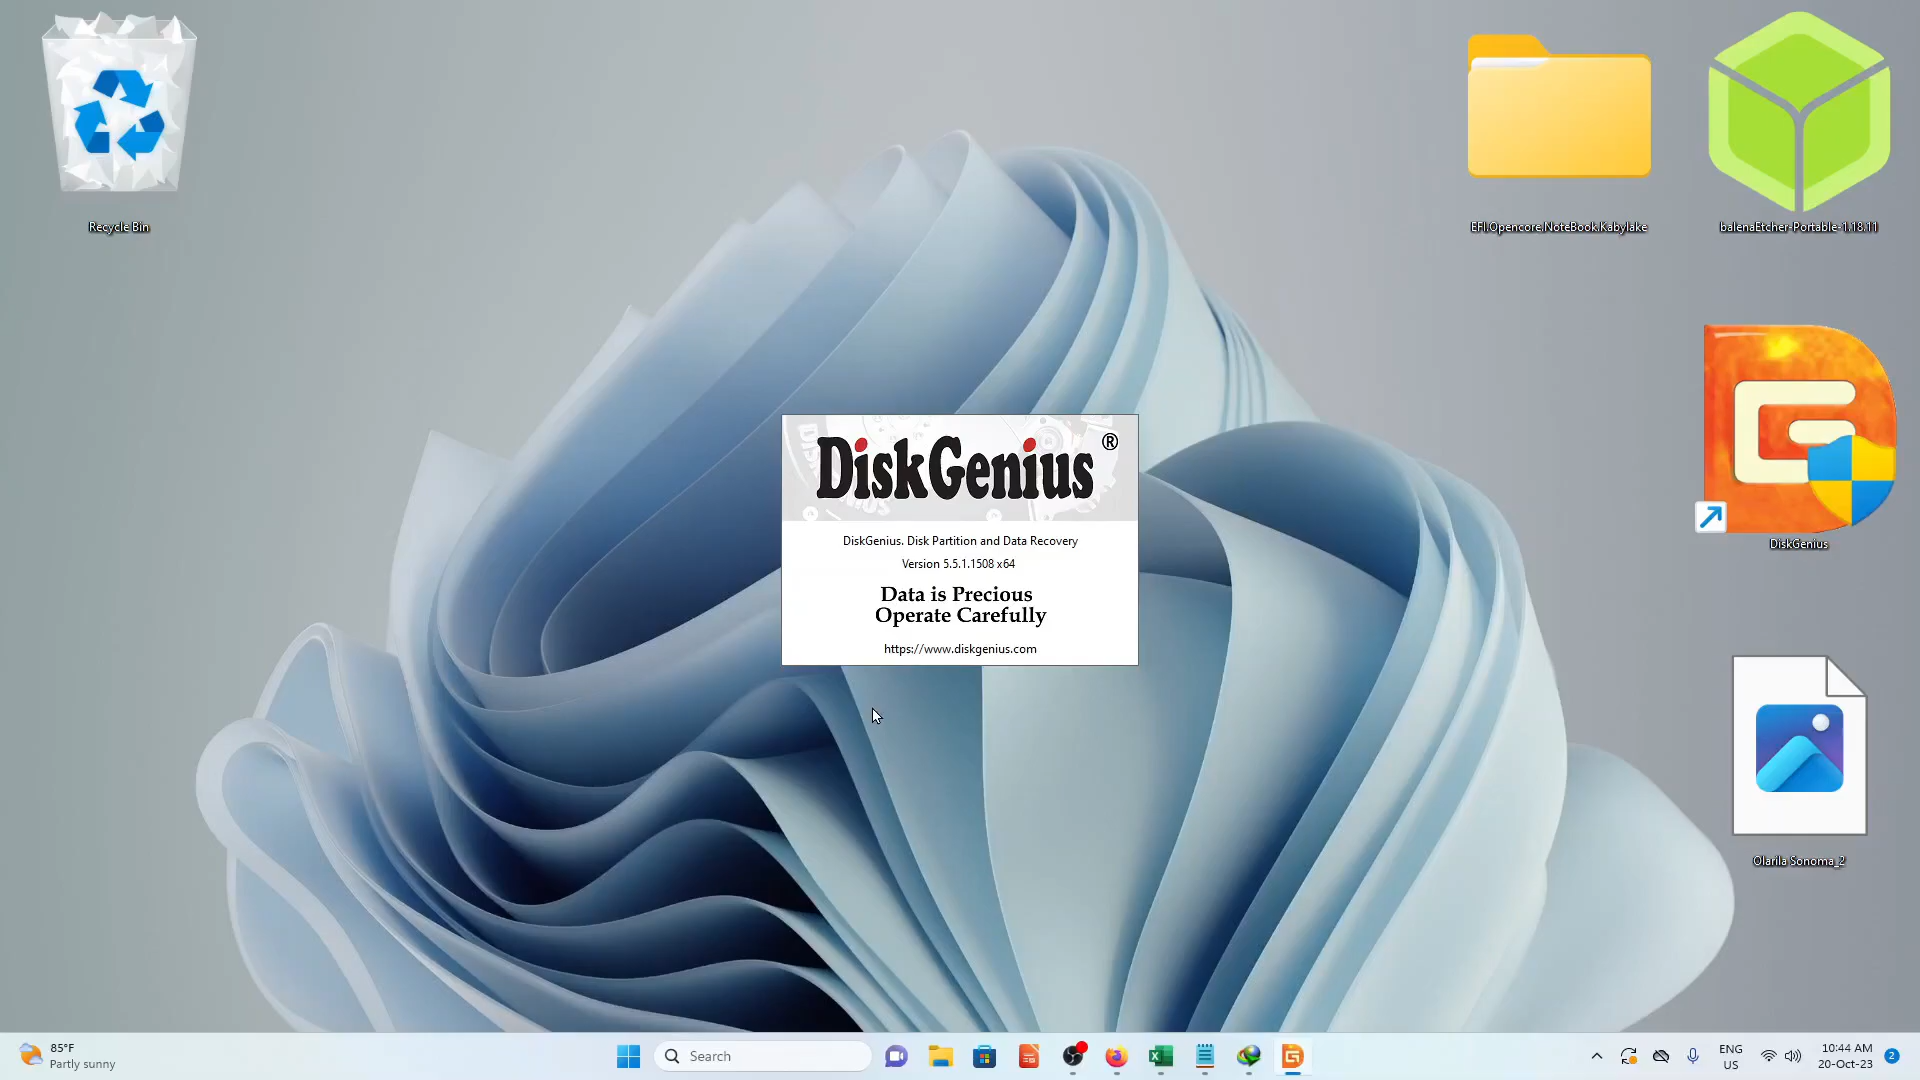 Recycle Bin
EFI.Opencore.NoteBook.Kabylake
balenaEtcher-Portable-1.18.11
DiskGenius®
DiskGenius. Disk Partition and Data Recovery
Version 5.5.1.1508 x64
Data is Precious
Operate Carefully
https://www.diskgenius.com
DiskGenius
Olarila Sonoma_2
85°F
Partly sunny
Search
ENG
US
10:44 AM
20-Oct-23
2